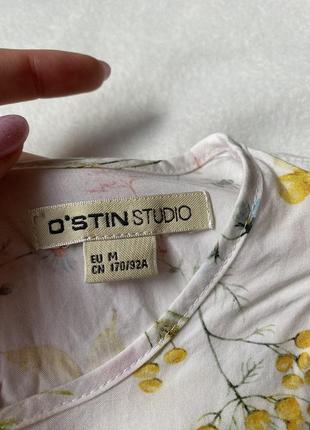 O'STIN STUDIO
EU M
CN 170/92A